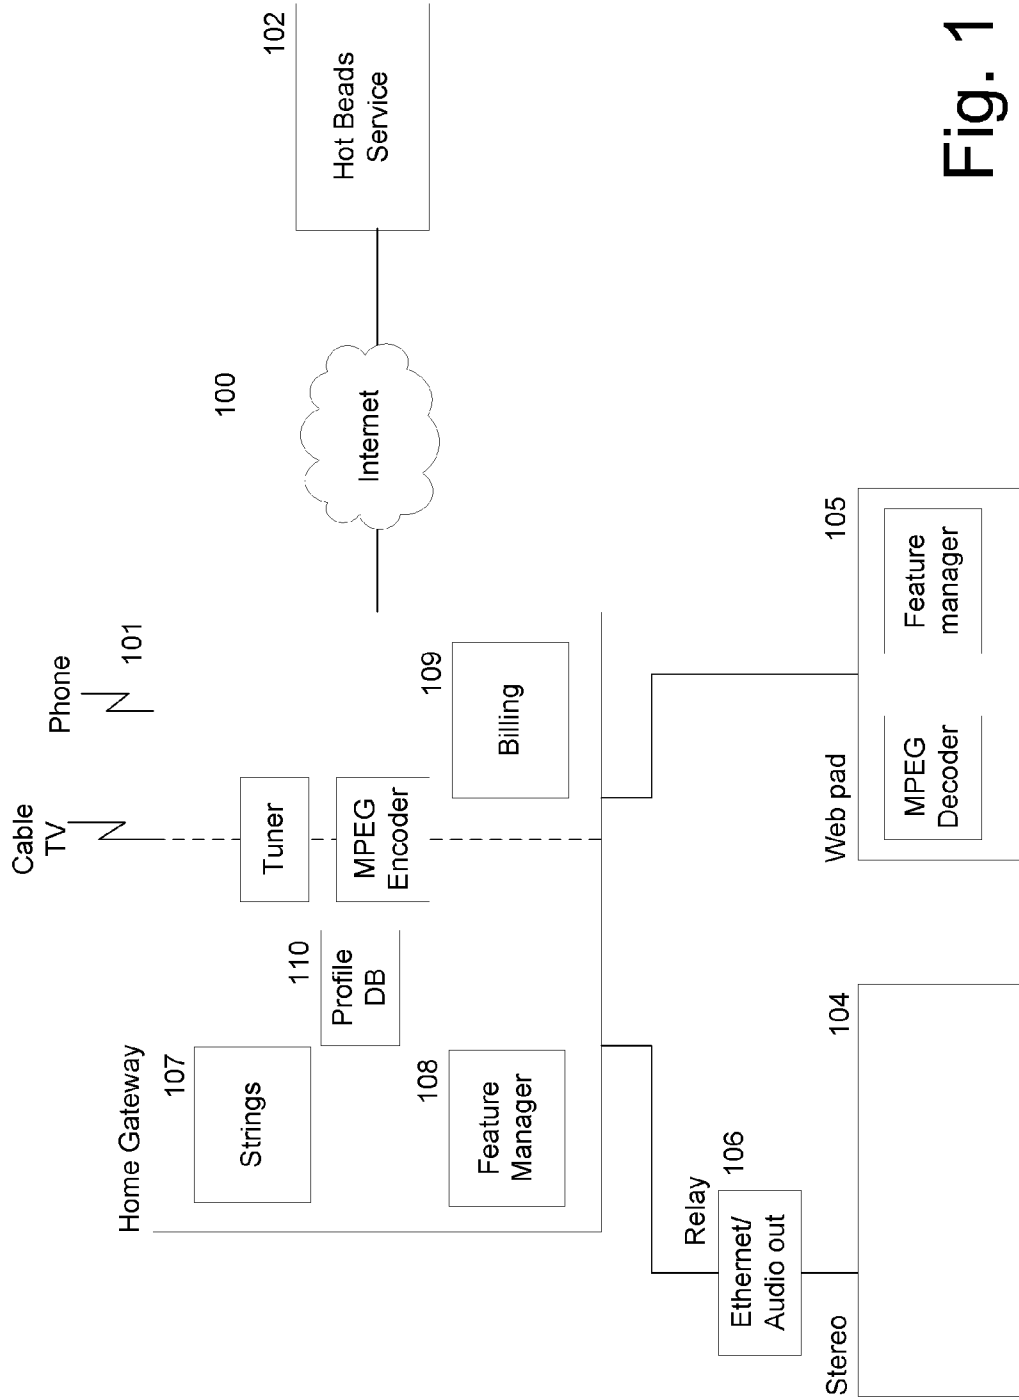 Cable
TV
Phone
101
Home Gateway
107
Strings
110
Profile
DB
Tuner
MPEG
Encoder
108
Feature
Manager
109
Billing
100
Internet
102
Hot Beads
Service
Relay
106
Ethernet/
Audio out
Stereo
104
Web pad
105
MPEG
Decoder
Feature
manager
Fig. 1